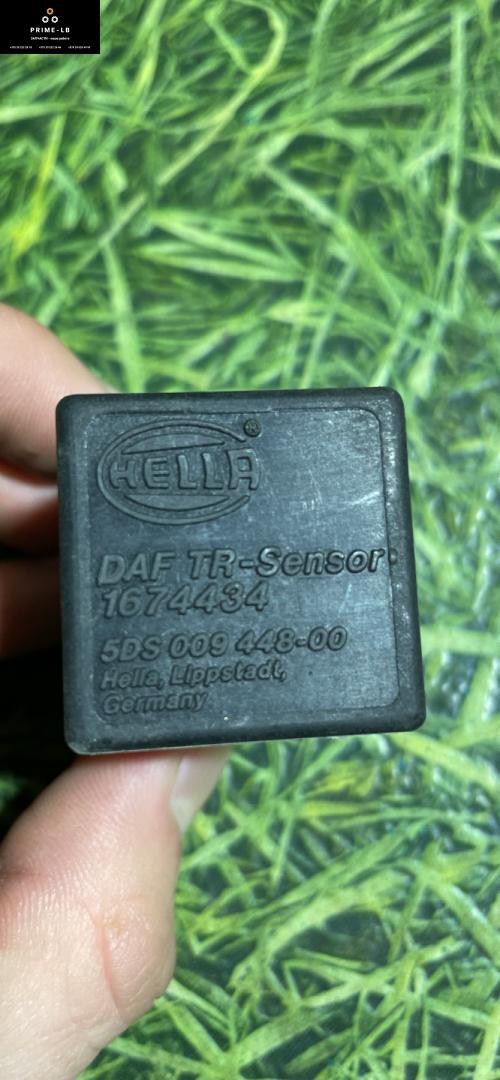 PRIME-LB
HELLA
®
DAF TR-Sensor
1674434
5DS 009 448-00
Hella, Lippstadt,
Germany